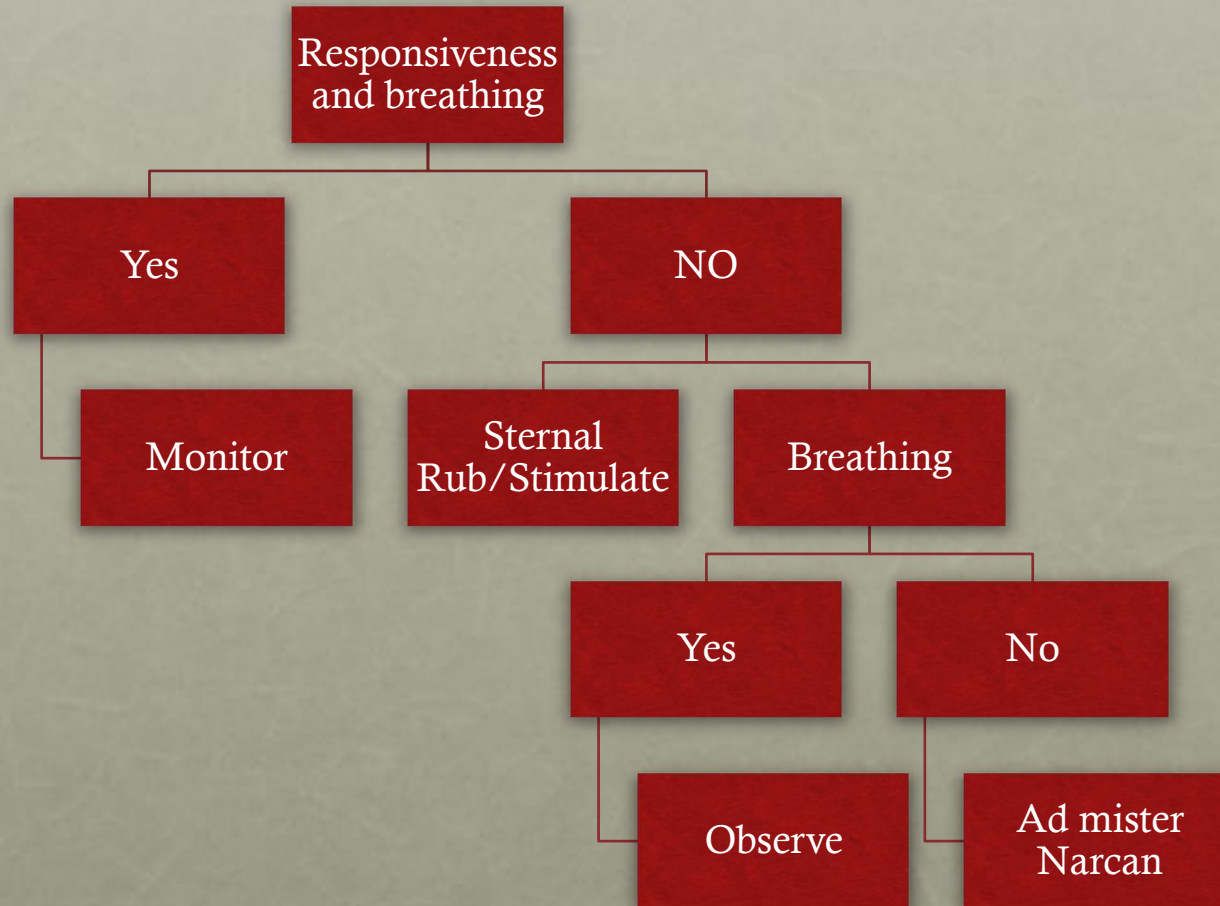 Responsiveness
and breathing
Yes
NO
Monitor
Sternal
Rub/Stimulate
Breathing
Yes
No
Observe
Ad mister
Narcan